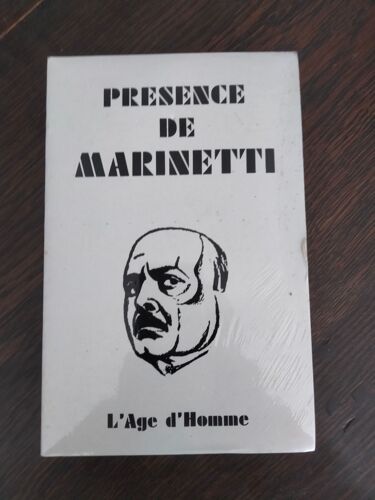 PRESENCE
DE
MARINETTI
L'Age d'Homme